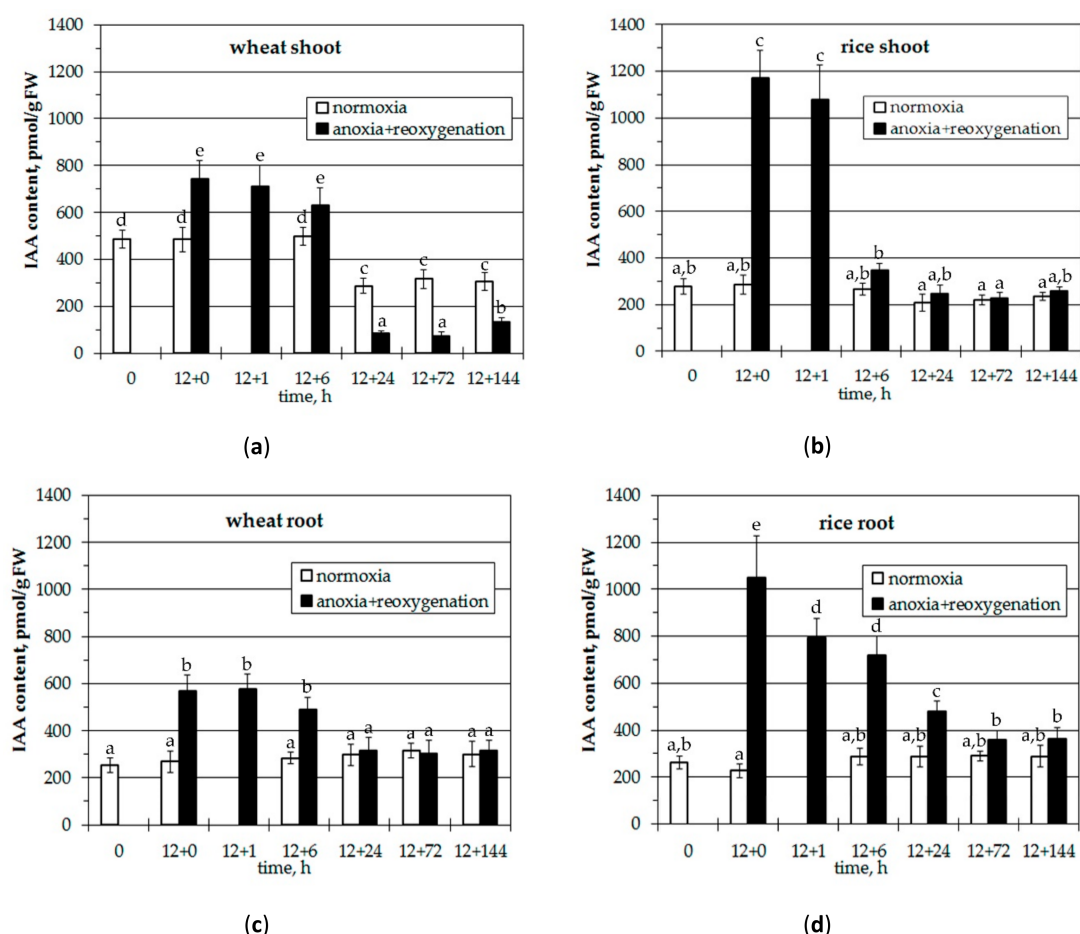 wheat shoot
IAA content, pmol/gFW
1400
1200
1000
800
600
400
200
0
normoxia
anoxia+reoxygenation
d d e e d e c a c a c b
0 12+0 12+1 12+6 12+24 12+72 12+144
time, h
(a)
rice shoot
IAA content, pmol/gFW
1400
1200
1000
800
600
400
200
0
normoxia
anoxia+reoxygenation
a,b a,b c c a,b b a a,b a a a,b a,b
0 12+0 12+1 12+6 12+24 12+72 12+144
time, h
(b)
wheat root
IAA content, pmol/gFW
1400
1200
1000
800
600
400
200
0
normoxia
anoxia+reoxygenation
a a b b a b a a a a a a
0 12+0 12+1 12+6 12+24 12+72 12+144
time, h
(c)
rice root
IAA content, pmol/gFW
1400
1200
1000
800
600
400
200
0
normoxia
anoxia+reoxygenation
a,b a e d a,b d a,b c a,b b a,b b
0 12+0 12+1 12+6 12+24 12+72 12+144
time, h
(d)